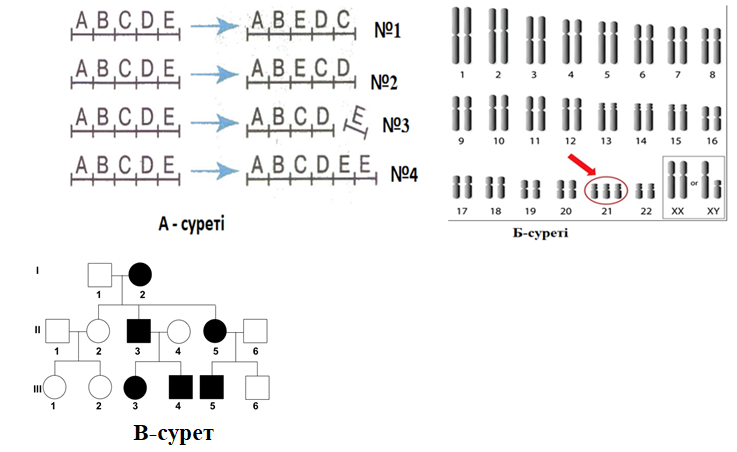 A B C D E A B E D C №1
A B C D E A B E C D №2
A B C D E A B C D E №3
A B C D E A B C D E E №4
А - суреті
1 2 3 4 5 6 7 8
9 10 11 12 13 14 15 16
17 18 19 20 21 22 XX or XY
Б-суреті
I
1 2
II
1 2 3 4 5 6
III
1 2 3 4 5 6
В-сурет